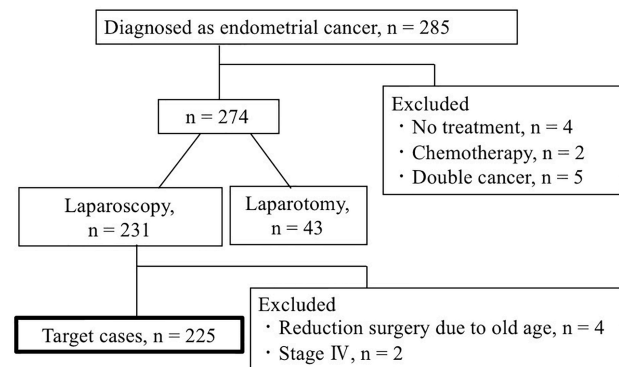 Diagnosed as endometrial cancer, n = 285
n = 274
Excluded
・No treatment, n = 4
・Chemotherapy, n = 2
・Double cancer, n = 5
Laparoscopy,
n = 231
Laparotomy,
n = 43
Excluded
・Reduction surgery due to old age, n = 4
・Stage Ⅳ, n = 2
Target cases, n = 225